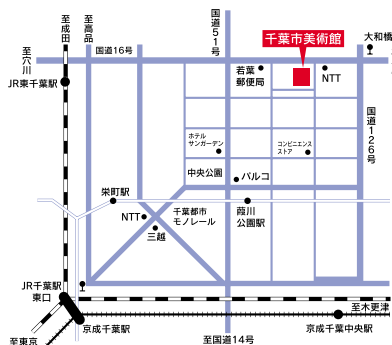 至成田
至高品
国道51号
千葉市美術館
大和橋
至穴川
国道16号
JR東千葉駅
若葉
郵便局
NTT
国道126号
ホテル
サンガーデン
コンビニエンス
ストア
中央公園
パルコ
栄町駅
NTT
千葉都市
モノレール
葭川
公園駅
三越
JR千葉駅
東口
至木更津
京成千葉駅
京成千葉中央駅
至東京
至国道14号